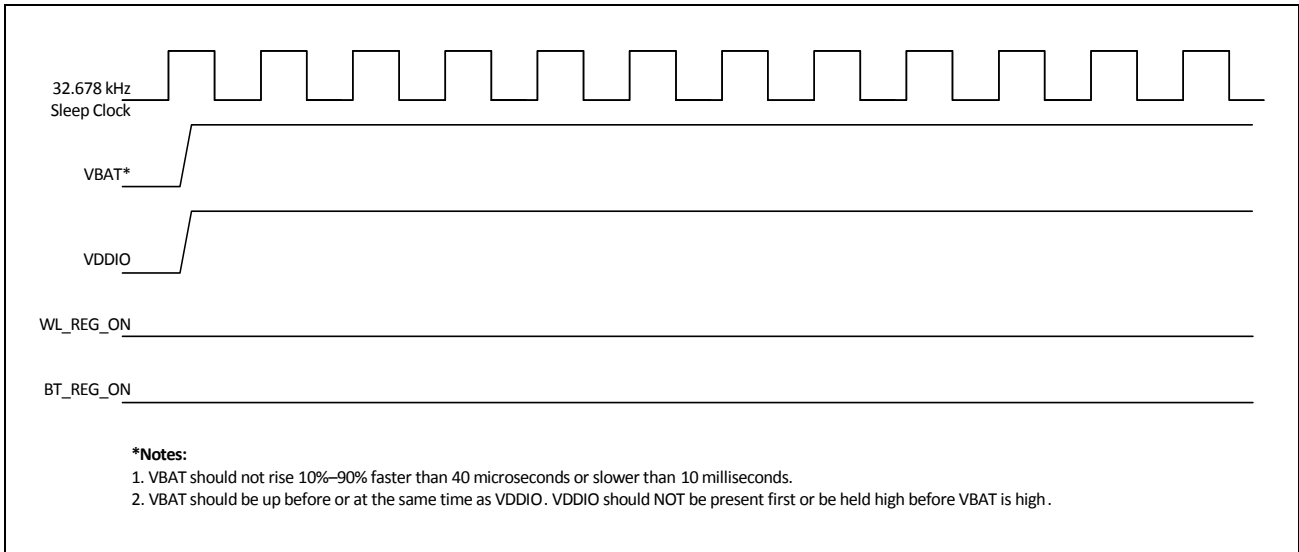 32.678 kHz
Sleep Clock
VBAT*
VDDIO
WL_REG_ON
BT_REG_ON
*Notes:
1. VBAT should not rise 10%–90% faster than 40 microseconds or slower than 10 milliseconds.
2. VBAT should be up before or at the same time as VDDIO. VDDIO should NOT be present first or be held high before VBAT is high.